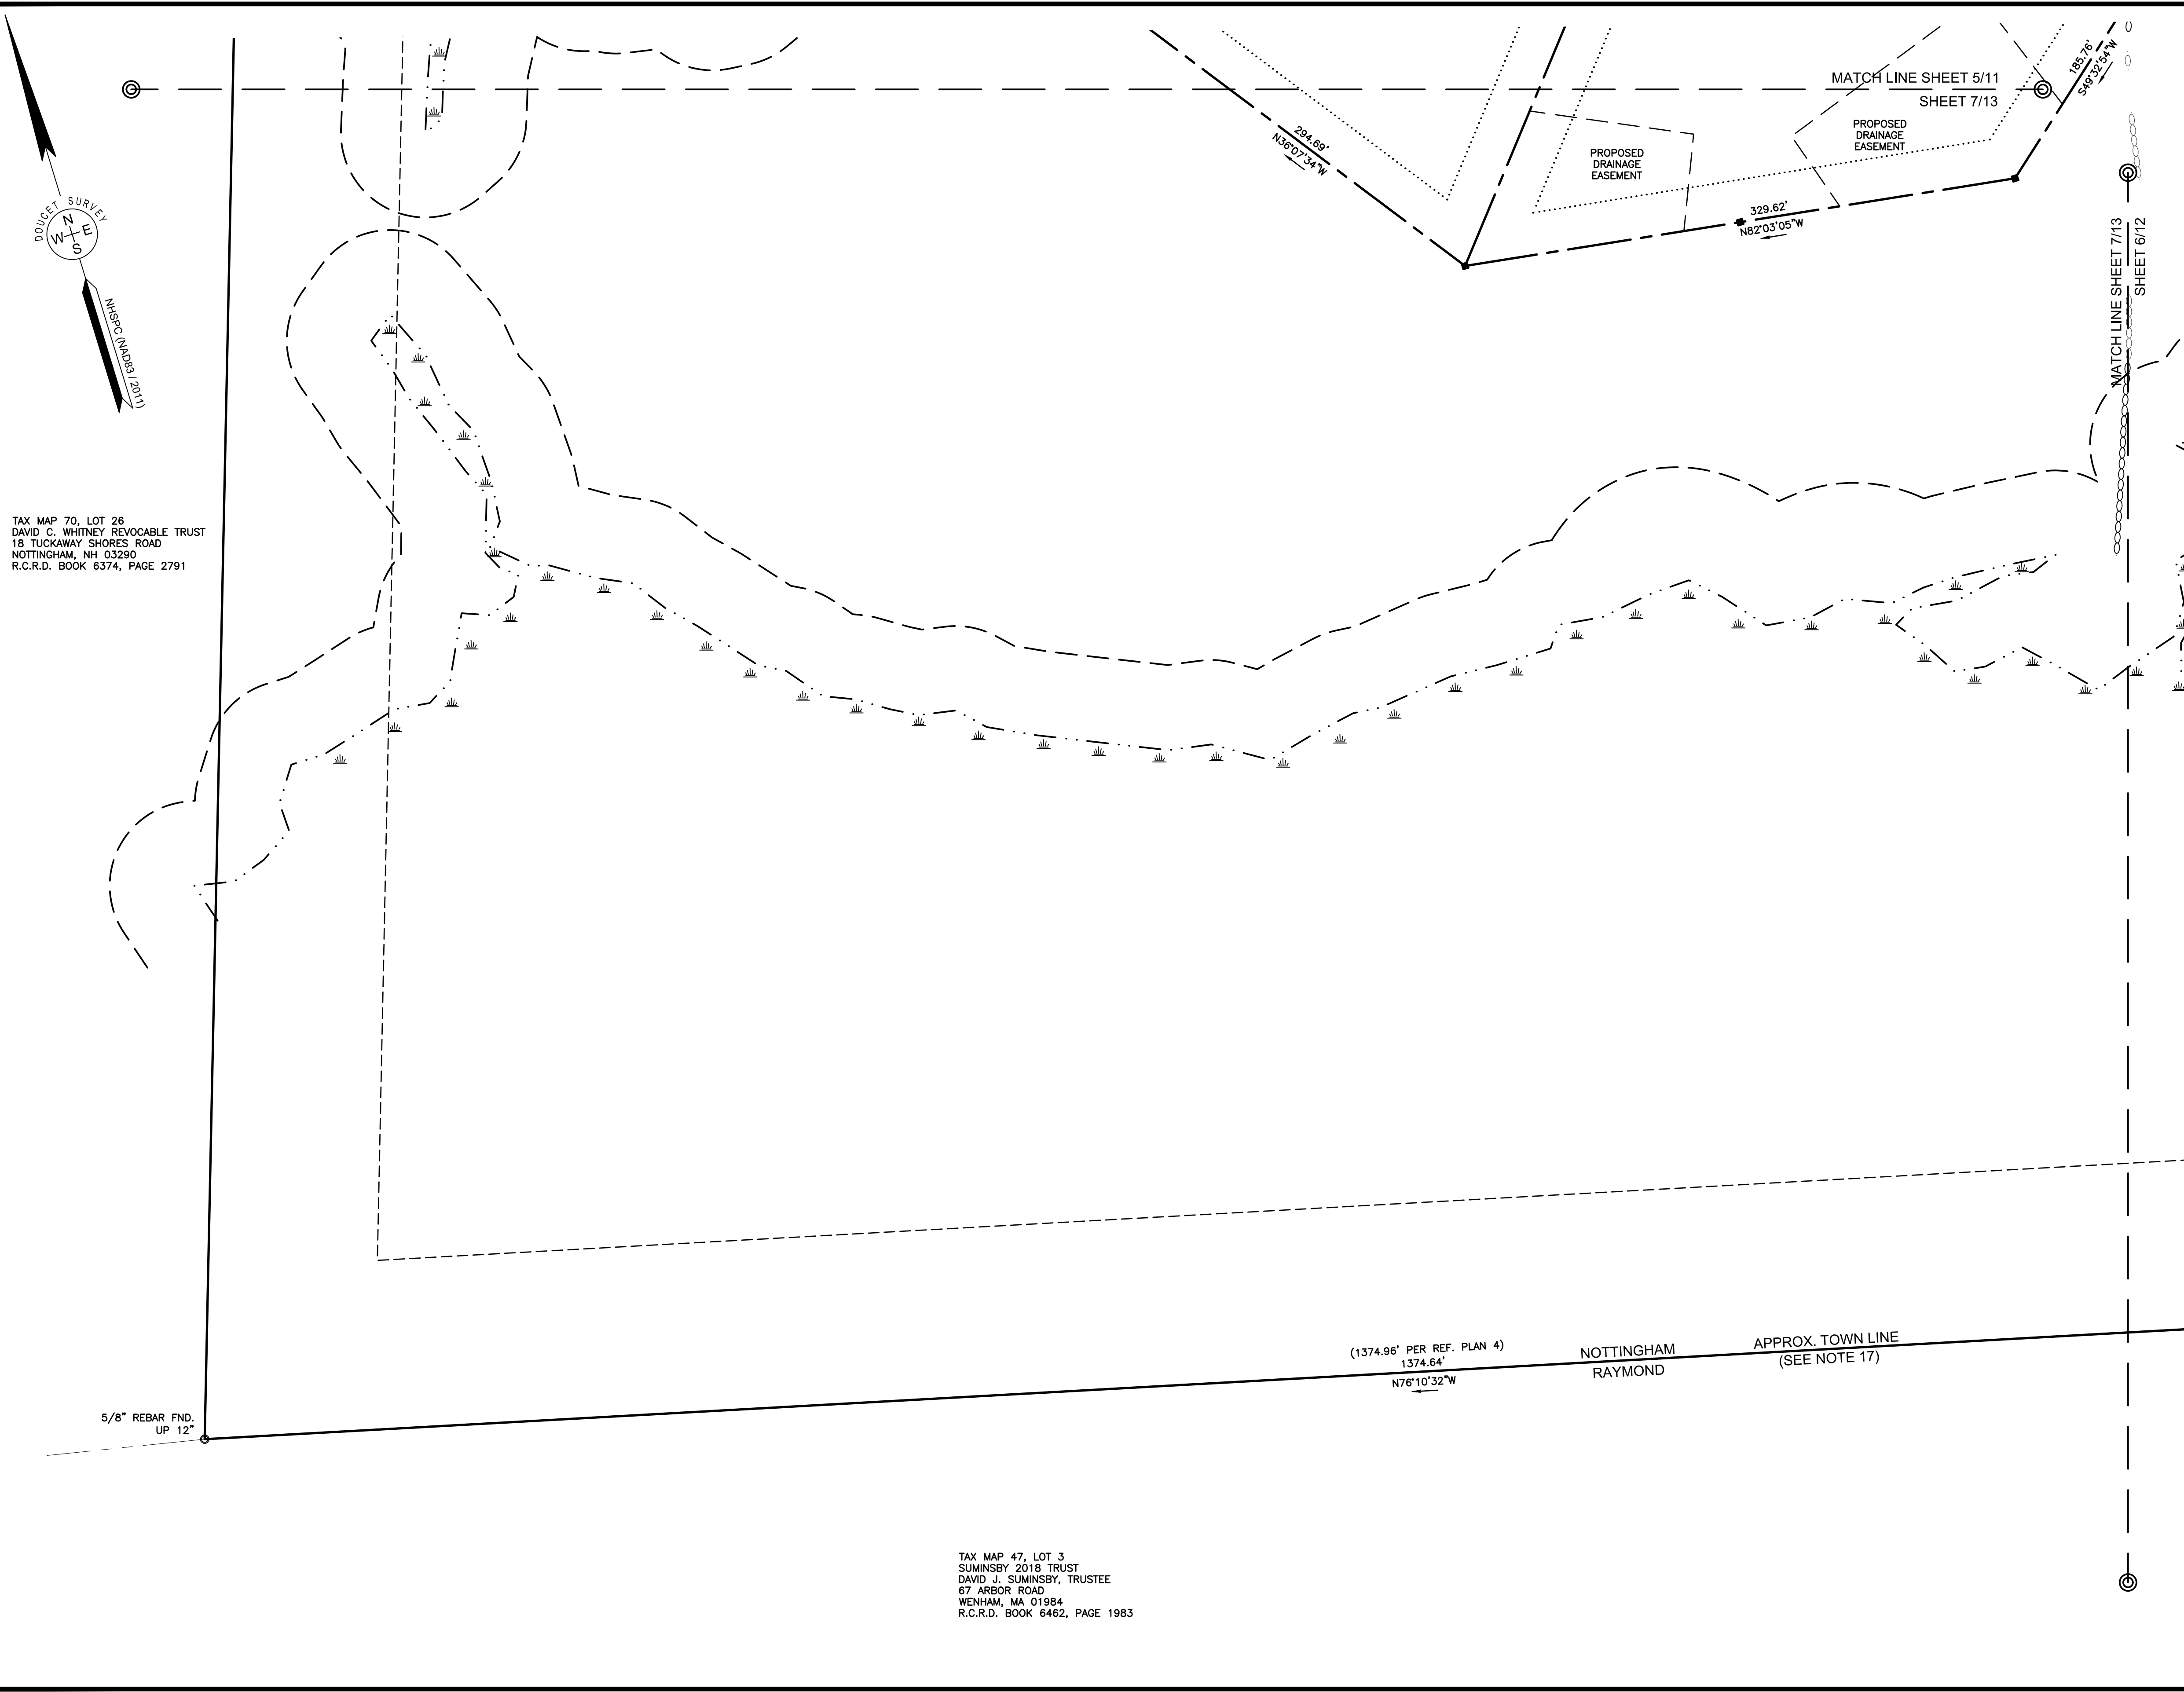 MATCH LINE SHEET 5/11
SHEET 7/13
185.76'
S49°32'54"W
PROPOSED
DRAINAGE
EASEMENT
PROPOSED
DRAINAGE
EASEMENT
294.69'
N36°07'34"W
329.62'
N82°03'05"W
DOUCET SURVEY
N
W E
S
NHSPC (NAD83 / 2011)
MATCH LINE SHEET 7/13
SHEET 6/12
TAX MAP 70, LOT 26
DAVID C. WHITNEY REVOCABLE TRUST
18 TUCKAWAY SHORES ROAD
NOTTINGHAM, NH 03290
R.C.R.D. BOOK 6374, PAGE 2791
(1374.96' PER REF. PLAN 4)
1374.64'
N76°10'32"W
NOTTINGHAM
RAYMOND
APPROX. TOWN LINE
(SEE NOTE 17)
5/8" REBAR FND.
UP 12"
TAX MAP 47, LOT 3
SUMINSBY 2018 TRUST
DAVID J. SUMINSBY, TRUSTEE
67 ARBOR ROAD
WENHAM, MA 01984
R.C.R.D. BOOK 6462, PAGE 1983